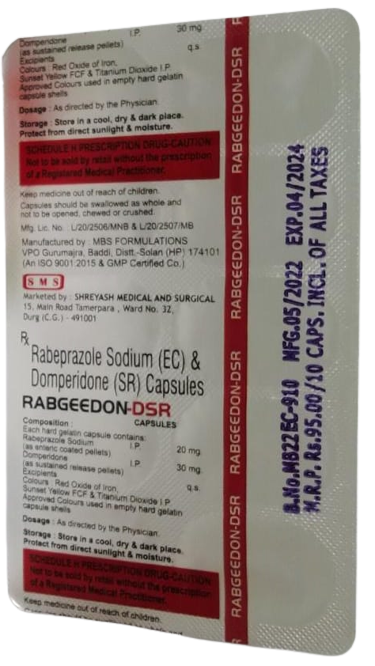 Domperidone I.P. 30 mg
(as sustained release pellets)
Excipients q.s.
Colours : Red Oxide of Iron,
Sunset Yellow FCF & Titanium Dioxide I.P.
Approved Colours used in empty hard gelatin
capsule shells
Dosage : As directed by the Physician.
Storage : Store in a cool, dry & dark place.
Protect from direct sunlight & moisture.
SCHEDULE H PRESCRIPTION DRUG-CAUTION
Not to be sold by retail without the prescription
of a Registered Medical Practitioner.
Keep medicine out of reach of children.
Capsules should be swallowed as whole and
not to be opened, chewed or crushed.
Mfg. Lic. No. L/20/2506/MNB & L/20/2507/MB
Manufactured by : MBS FORMULATIONS
VPO Gurumajra, Baddi, Distt.-Solan (HP) 174101
(An ISO 9001:2015 & GMP Certified Co.)
SMS
Marketed by : SHREYASH MEDICAL AND SURGICAL
15, Main Road Tamerpara , Ward No. 32,
Durg (C.G.) - 491001
Rx
Rabeprazole Sodium (EC) &
Domperidone (SR) Capsules
RABGEEDON-DSR
CAPSULES
Composition :
Each hard gelatin capsule contains:
Rabeprazole Sodium I.P. 20 mg
(as enteric coated pellets)
Domperidone I.P. 30 mg
(as sustained release pellets)
Excipients q.s.
Colours : Red Oxide of Iron,
Sunset Yellow FCF & Titanium Dioxide I.P
Approved Colours used in empty hard gelatin
capsule shells
Dosage : As directed by the Physician.
Storage : Store in a cool, dry & dark place.
Protect from direct sunlight & moisture.
SCHEDULE H PRESCRIPTION DRUG-CAUTION
Not to be sold by retail without the prescription
of a Registered Medical Practitioner.
Keep medicine out of reach of children.
RABGEEDON-DSR
RABGEEDON-DSR
RABGEEDON-DSR
RABGEEDON-DSR
B.No.MB22EC-910 MFG.05/2022 EXP.04/2024
M.R.P. Rs.95.00/10 CAPS. INCL. OF ALL TAXES